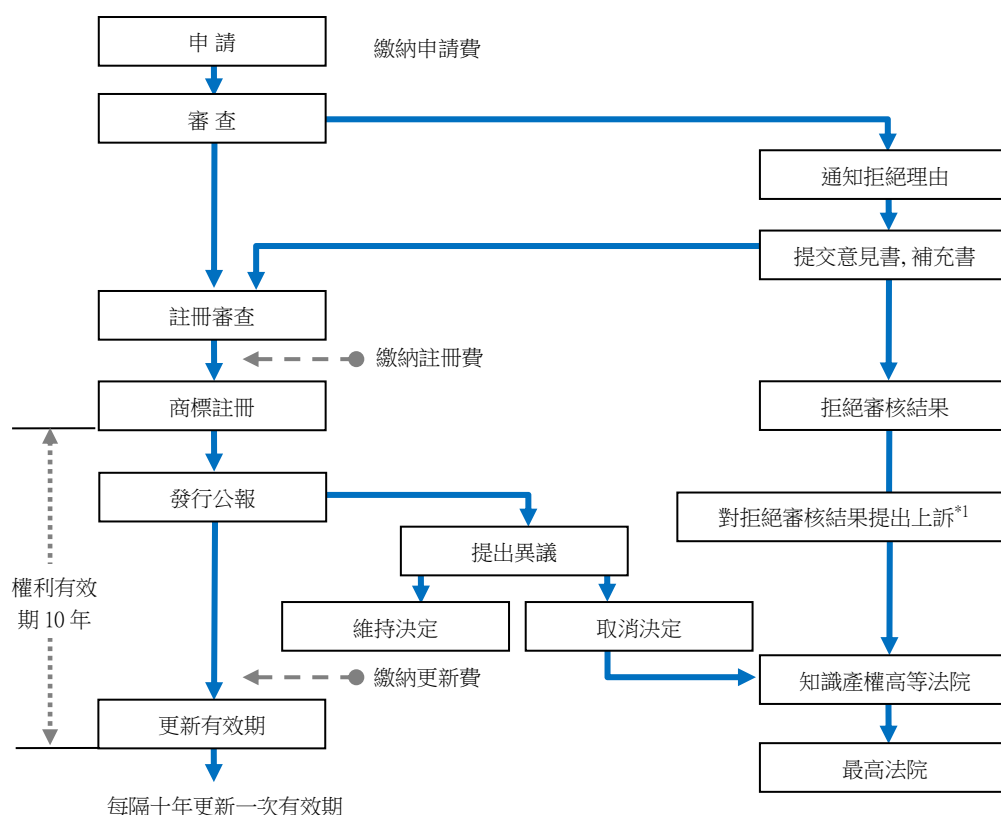 申 請
繳納申請費
審 查
通知拒絕理由
提交意見書, 補充書
註冊審查
繳納註冊費
商標註冊
拒絕審核結果
發行公報
對拒絕審核結果提出上訴*1
提出異議
權利有效
期 10 年
維持決定
取消決定
繳納更新費
知識產權高等法院
更新有效期
最高法院
每隔十年更新一次有效期